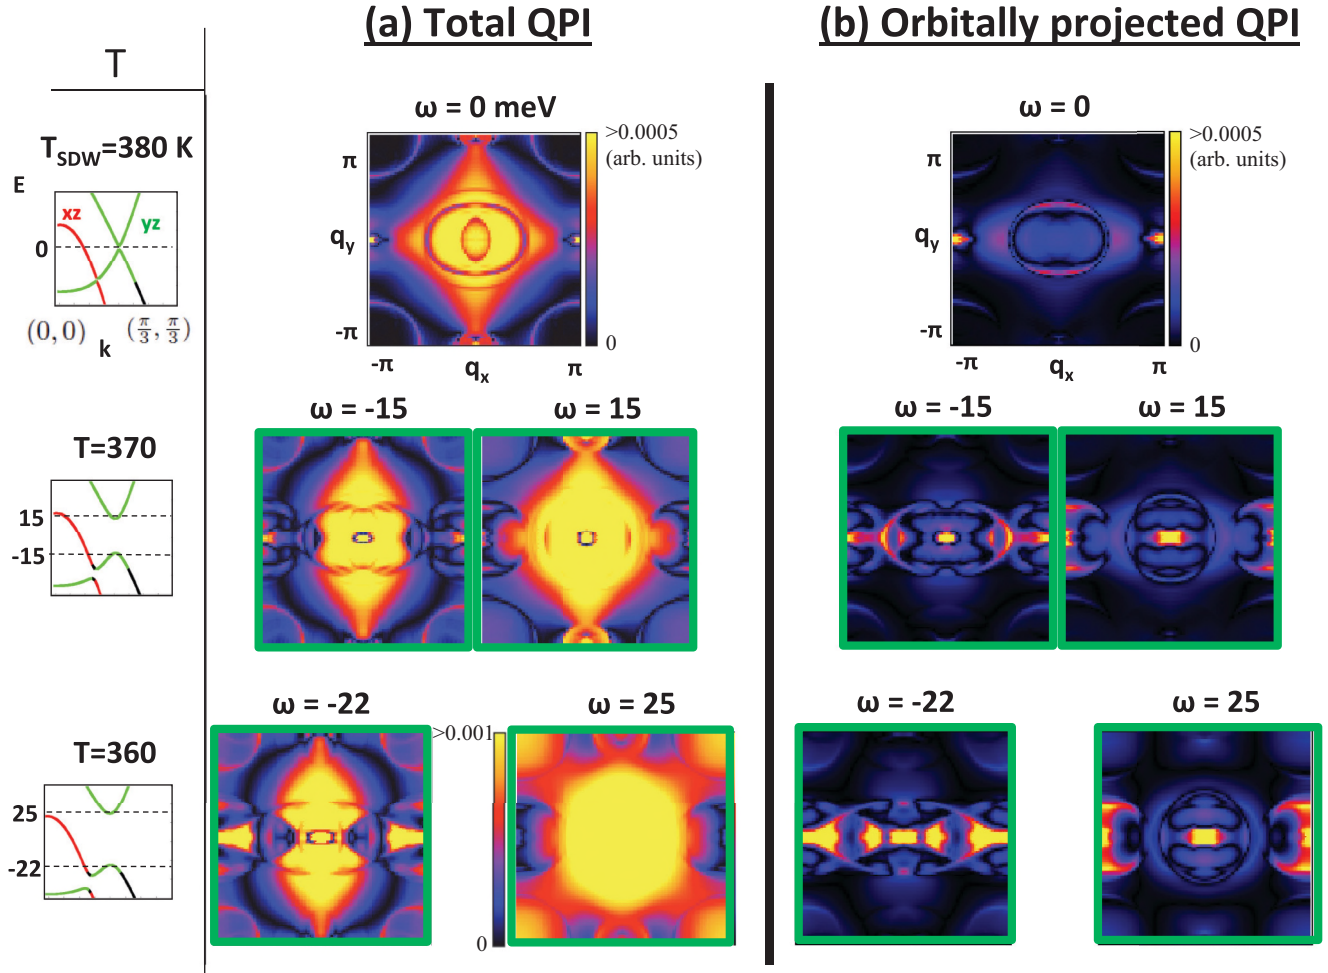 (a) Total QPI
(b) Orbitally projected QPI
T
ω = 0 meV
ω = 0
T_SDW=380 K
>0.0005
(arb. units)
>0.0005
(arb. units)
E
xz
yz
0
π
q_y
-π
0
π
q_y
-π
0
(0,0)
k
(π/3, π/3)
-π
q_x
π
-π
q_x
π
ω = -15
ω = 15
ω = -15
ω = 15
T=370
15
-15
ω = -22
ω = 25
ω = -22
ω = 25
T=360
>0.001
25
-22
0